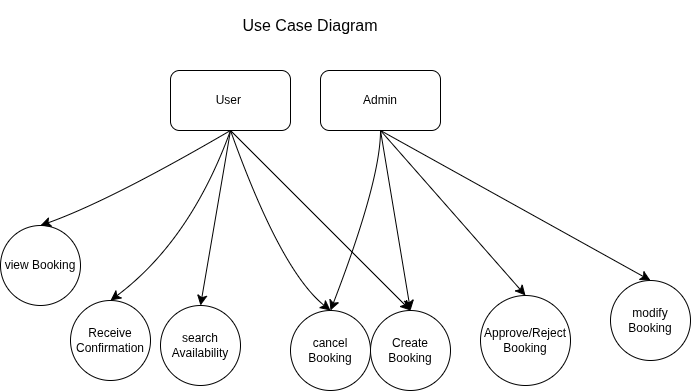 Use Case Diagram
User
Admin
view Booking
Receive
Confirmation
search
Availability
cancel
Booking
Create
Booking
Approve/Reject
Booking
modify
Booking